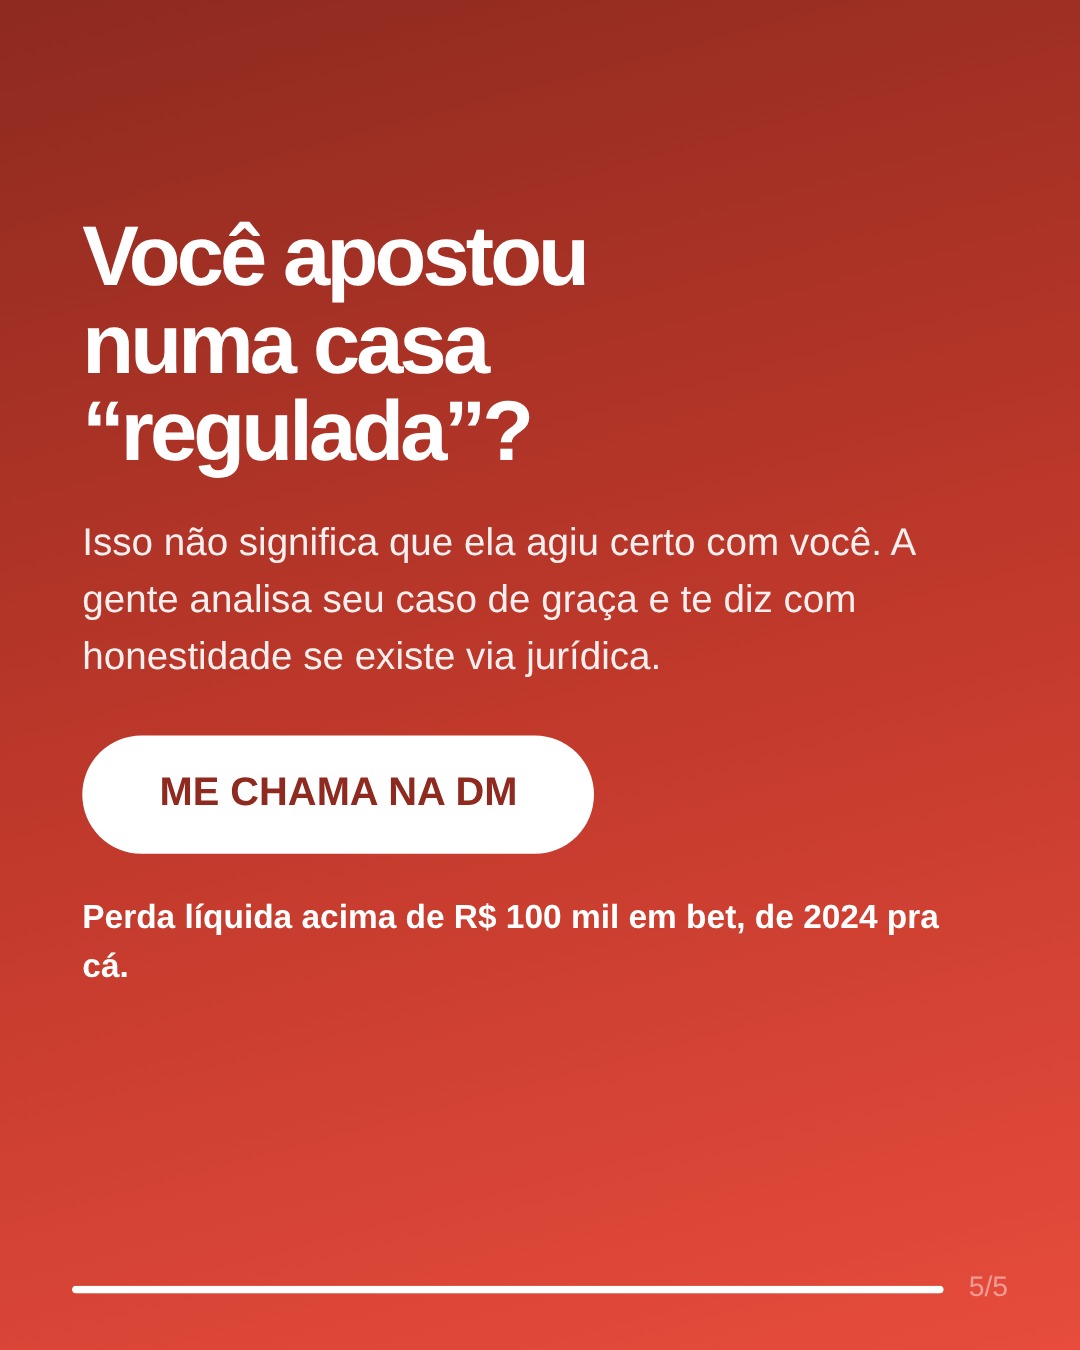 Você apostou
numa casa
“regulada”?
Isso não significa que ela agiu certo com você. A
gente analisa seu caso de graça e te diz com
honestidade se existe via jurídica.
ME CHAMA NA DM
Perda líquida acima de R$ 100 mil em bet, de 2024 pra
cá.
5/5